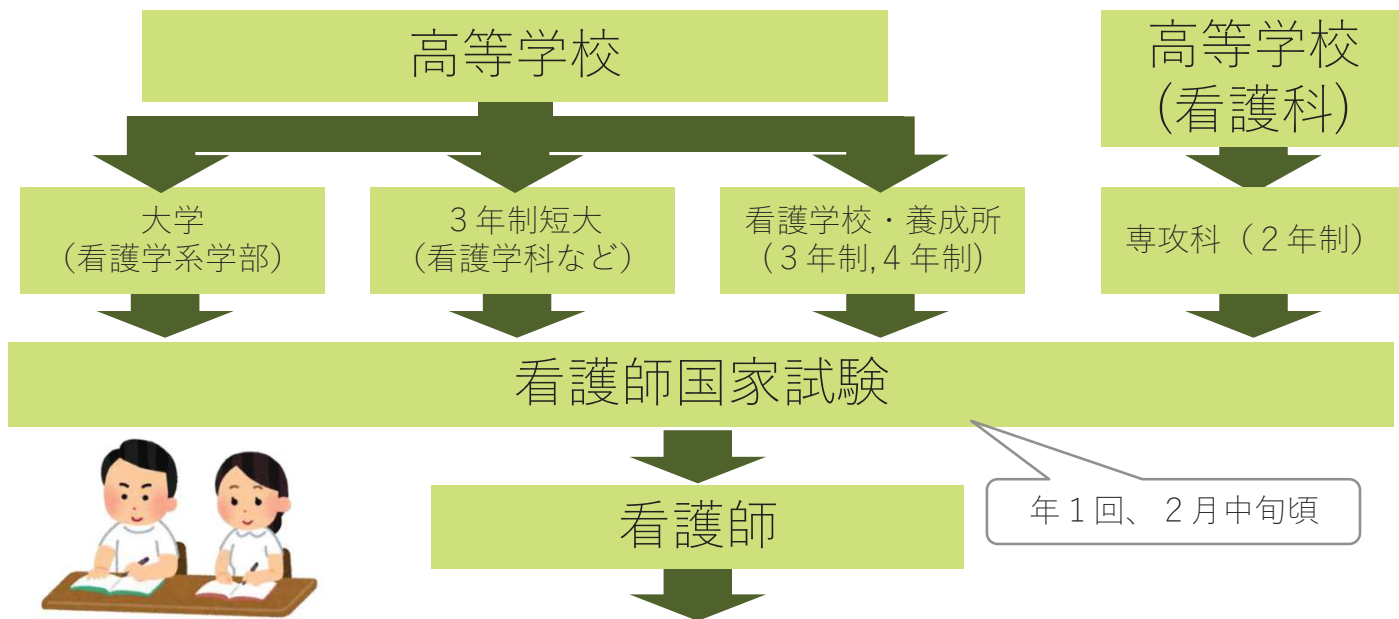 高等学校
高等学校
(看護科)
大学
(看護学系学部)
３年制短大
(看護学科など)
看護学校・養成所
(３年制,４年制)
専攻科（２年制）
看護師国家試験
年１回、２月中旬頃
看護師